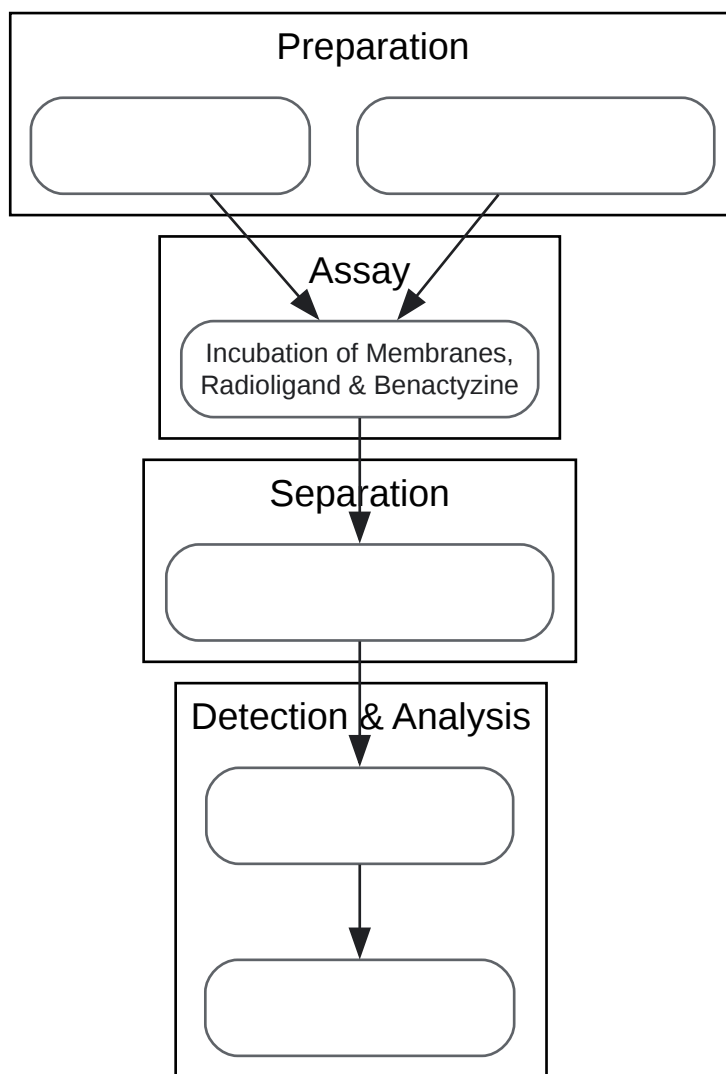 Preparation
Assay
Incubation of Membranes,
Radioligand & Benactyzine
Separation
Detection & Analysis